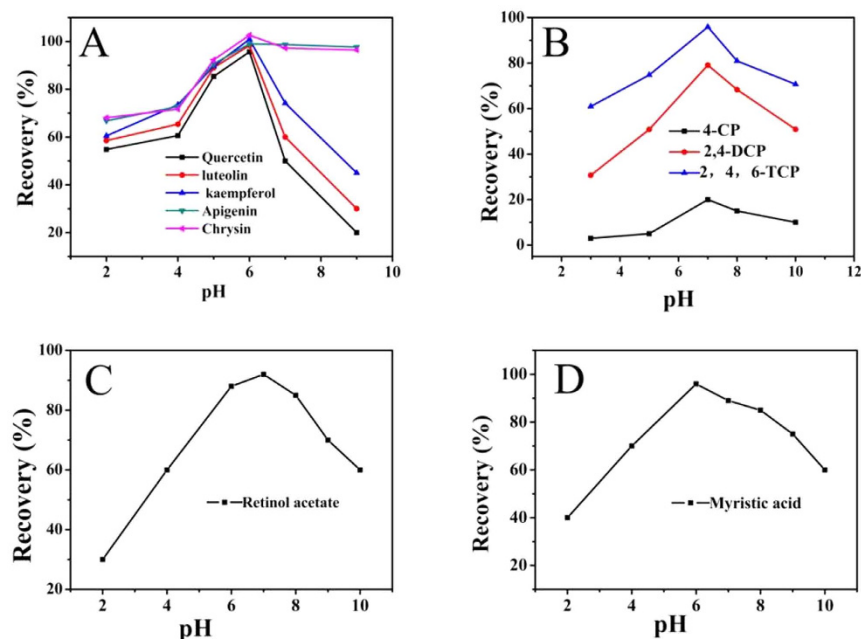 A
Recovery (%)
100
80
60
40
20
Quercetin
luteolin
kaempferol
Apigenin
Chrysin
2 4 6 8 10
pH
B
Recovery (%)
100
80
60
40
20
0
4-CP
2,4-DCP
2，4，6-TCP
2 4 6 8 10 12
pH
C
Recovery (%)
100
80
60
40
20
Retinol acetate
2 4 6 8 10
pH
D
Recovery (%)
100
80
60
40
20
Myristic acid
2 4 6 8 10
pH